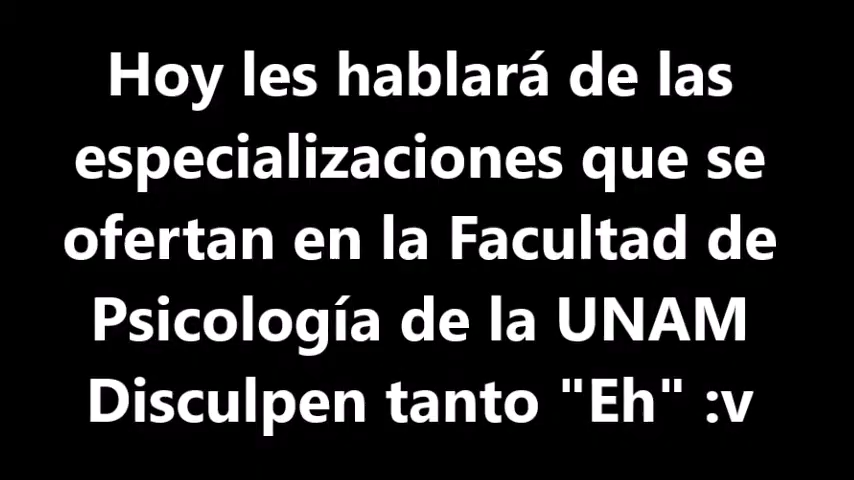 Hoy les hablará de las
especializaciones que se
ofertan en la Facultad de
Psicología de la UNAM
Disculpen tanto "Eh" :v